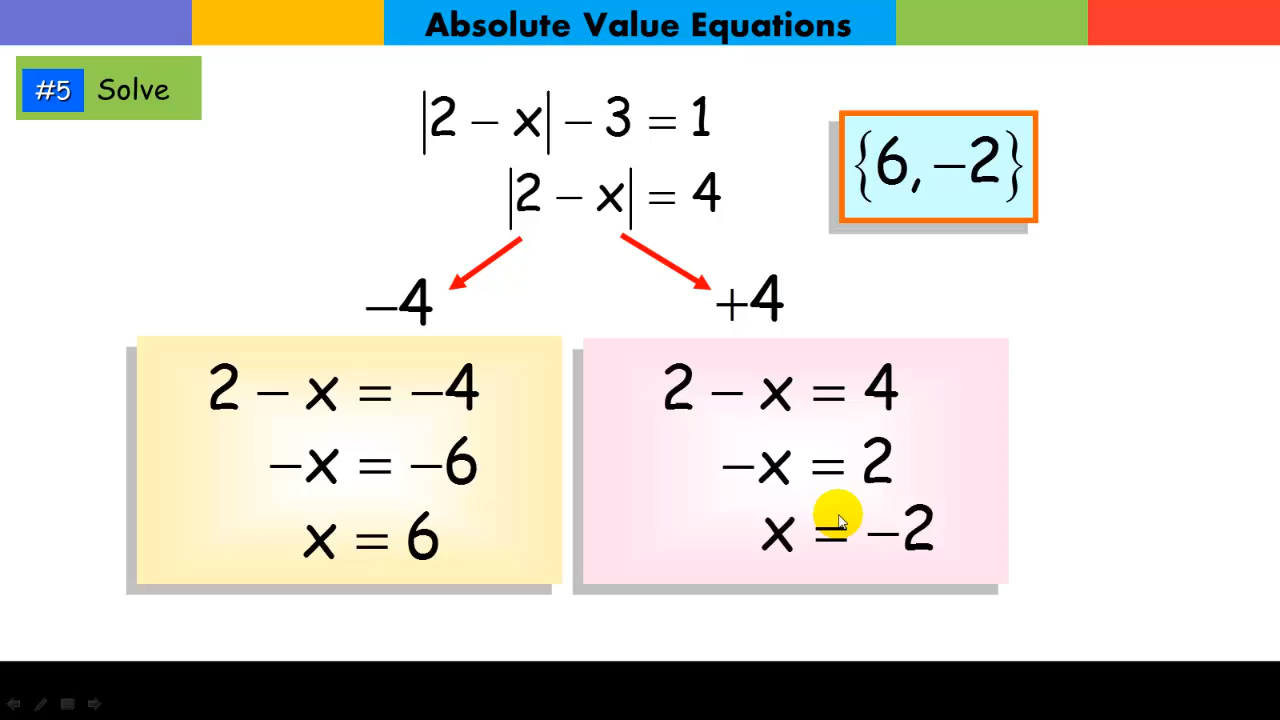 Absolute Value Equations
#5 Solve
|2 − x| − 3 = 1
{6, −2}
|2 − x| = 4
−4
+4
2 − x = −4
−x = −6
x = 6
2 − x = 4
−x = 2
x = −2